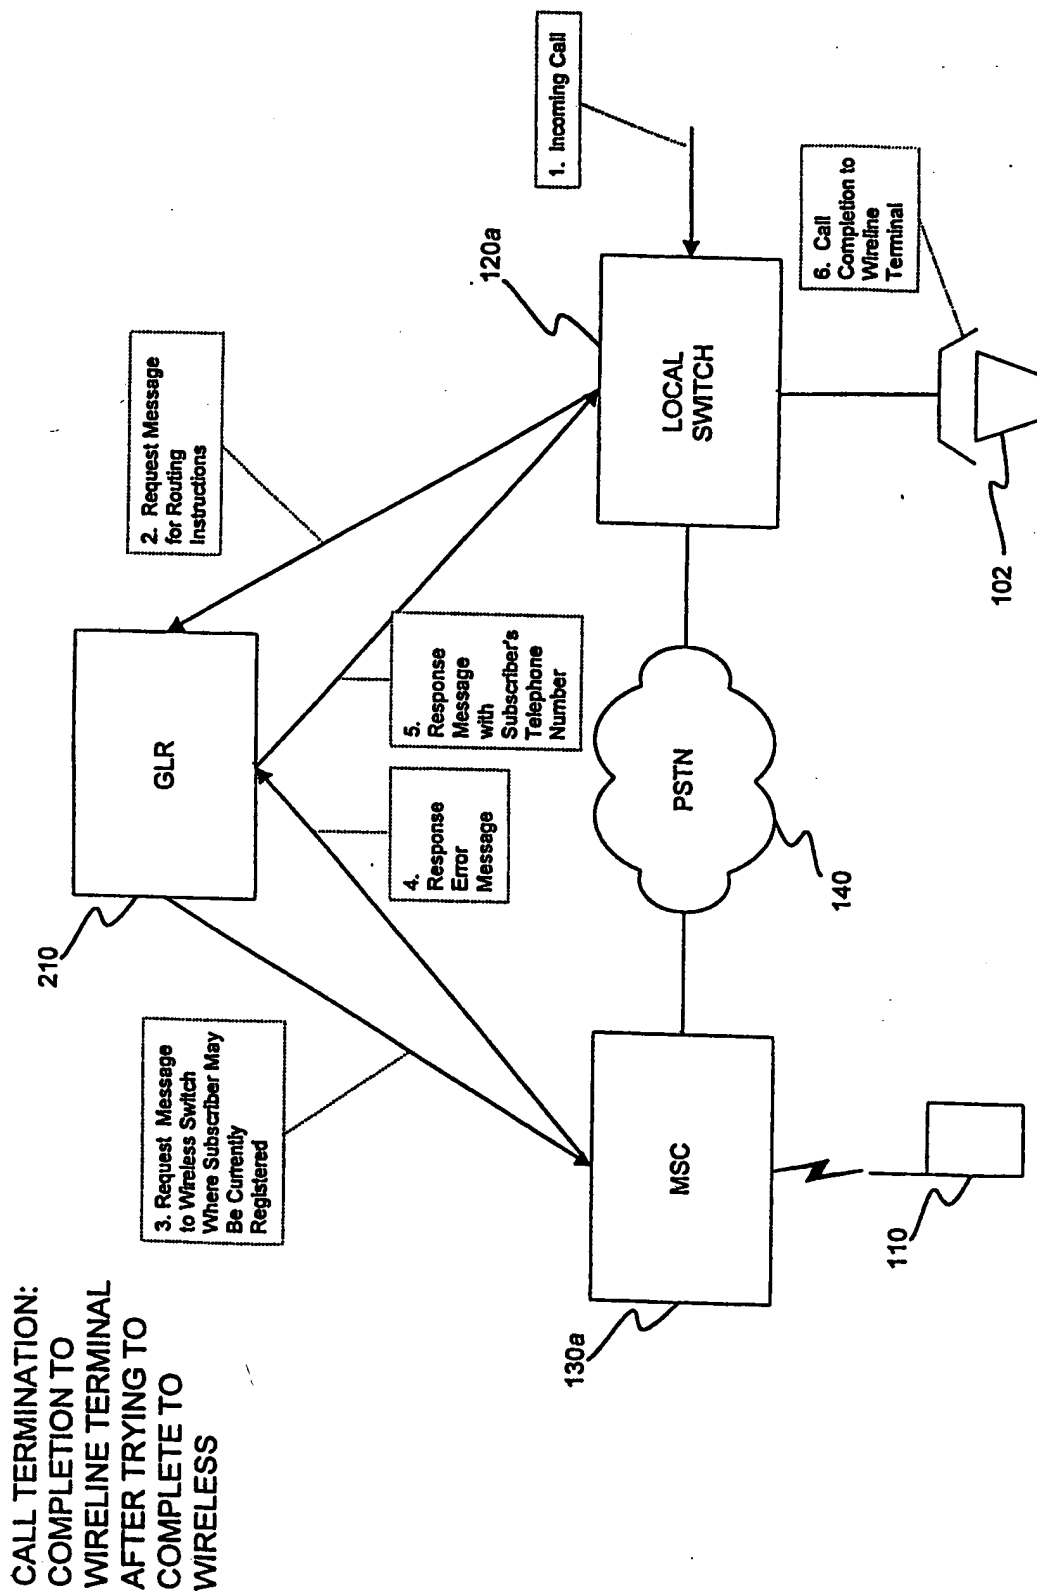 CALL TERMINATION:
COMPLETION TO
WIRELINE TERMINAL
AFTER TRYING TO
COMPLETE TO
WIRELESS
210
GLR
2. Request Message
for Routing
Instructions
3. Request Message
to Wireless Switch
Where Subscriber May
Be Currently
Registered
4.
Response
Error
Message
5.
Response
Message
with
Subscriber's
Telephone
Number
120a
1. Incoming Call
130a
MSC
PSTN
140
LOCAL
SWITCH
6. Call
Completion to
Wireline
Terminal
110
102